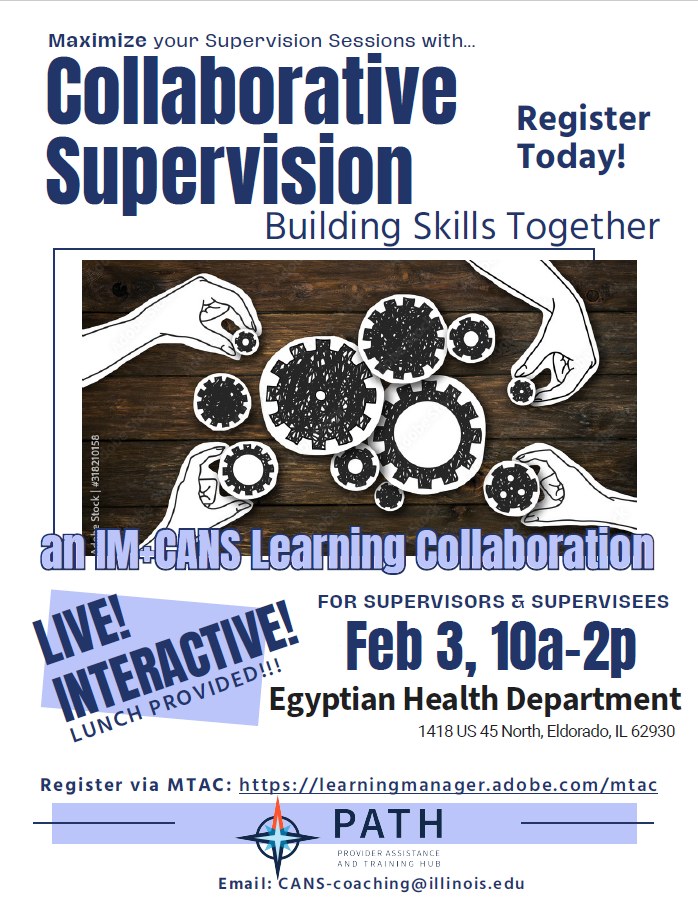 Maximize your Supervision Sessions with...
Collaborative
Supervision
Register
Today!
Building Skills Together
Adobe Stock | #318210158
an IM+CANS Learning Collaboration
LIVE!
INTERACTIVE!
LUNCH PROVIDED!!!
FOR SUPERVISORS & SUPERVISEES
Feb 3, 10a-2p
Egyptian Health Department
1418 US 45 North, Eldorado, IL 62930
Register via MTAC: https://learningmanager.adobe.com/mtac
PATH
PROVIDER ASSISTANCE
AND TRAINING HUB
Email: CANS-coaching@illinois.edu